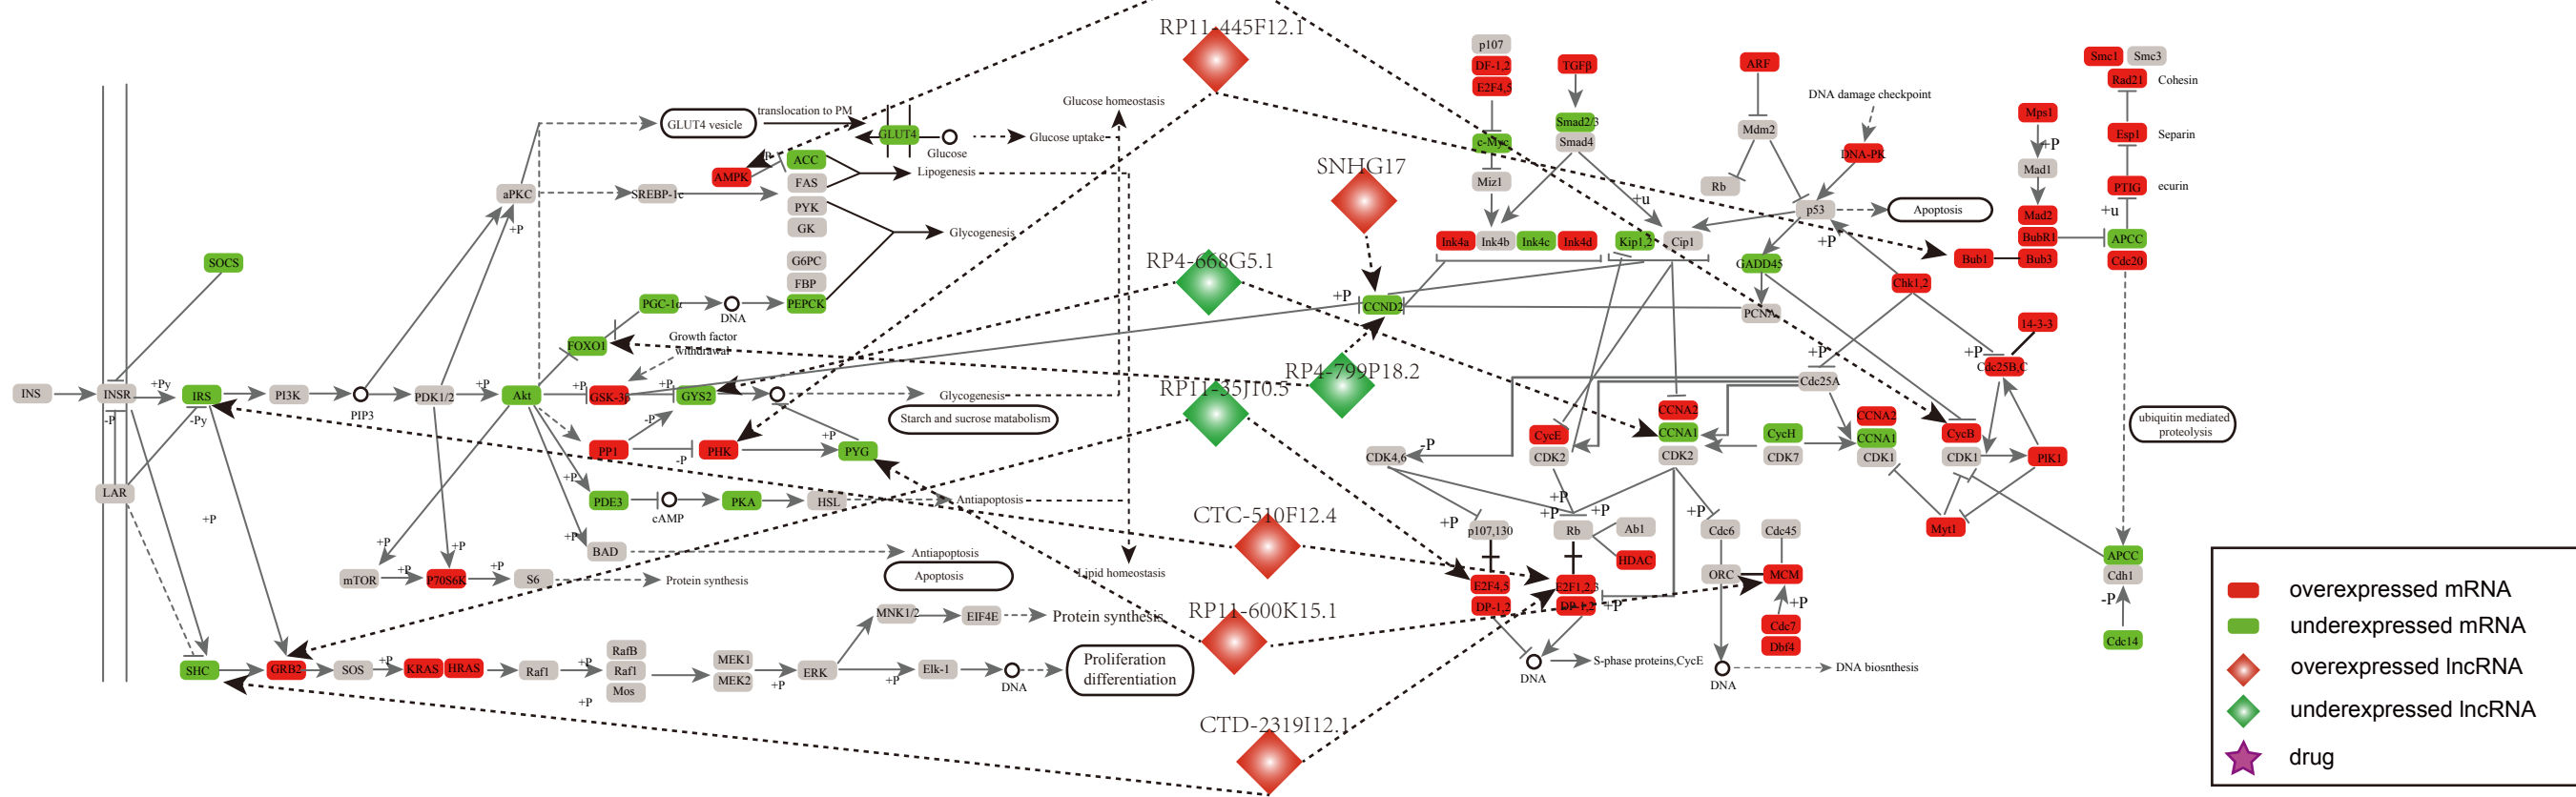 RP11-445F12.1
p107
DF-1,2
E2F4,5
TGFβ
ARF
Smc1
Smc3
Rad21
Cohesin
DNA damage checkpoint
translocation to PM
GLUT4 vesicle
Glucose homeostasis
GLUT4
Glucose
Glucose uptake
Smad2/3
Smad4
c-Myc
Mdm2
DNA-PK
Mps1
+P
Esp1
Separin
ACC
AMPK
FAS
Lipogenesis
SNHG17
Miz1
Rb
Mad1
PTIG
ecurin
aPKC
SREBP-1c
PYK
GK
Glycogenesis
+P
+u
p53
Apoptosis
Mad2
+u
BubR1
APCC
Ink4a
Ink4b
Ink4c
Ink4d
Kip1,2
Cip1
+P
SOCS
RP4-668G5.1
G6PC
FBP
PEPCK
PGC-1α
DNA
GADD45
Bub1
Bub3
Cdc20
Chk1,2
+P
CCND2
PCNA
14-3-3
FOXO1
Growth factor
withdrawal
RP4-799P18.2
+P
+P
Cdc25B,C
Cdc25A
INS
INSR
+Py
IRS
PI3K
PIP3
PDK1/2
+P
Akt
+P
GSK-3β
+P
GYS2
Glycogenesis
Starch and sucrose metabolism
RP11-35J10.5
-P
-Py
-P
PP1
-P
PHK
+P
PYG
CCNA2
CCNA1
CDK2
CycE
CDK2
CycH
CDK7
CCNA2
CCNA1
CDK1
CycB
CDK1
PlK1
ubiquitin mediated
proteolysis
-P
CDK4,6
LAR
+P
PDE3
cAMP
PKA
HSL
Antiapoptosis
+P
+P
CTC-510F12.4
+P
p107,130
+P
+P
+P
Rb
Ab1
HDAC
+P
Cdc6
Cdc45
Myt1
+P
BAD
Antiapoptosis
Apoptosis
Lipid homeostasis
+P
mTOR
+P
+P
P70S6K
+P
S6
Protein synthesis
E2F4,5
DP-1,2
E2F1,2,3
DP-1,2
+P
ORC
MCM
+P
Cdc7
Dbf4
APCC
Cdh1
-P
Cdc14
MNK1/2
EIF4E
Protein synthesis
RP11-600K15.1
SHC
GRB2
SOS
+P
KRAS
HRAS
Raf1
+P
RafB
Raf1
Mos
+P
MEK1
MEK2
+P
ERK
+P
Elk-1
DNA
Proliferation
differentiation
DNA
S-phase proteins,CycE
DNA
DNA biosnthesis
CTD-2319I12.1
overexpressed mRNA
underexpressed mRNA
overexpressed lncRNA
underexpressed lncRNA
drug